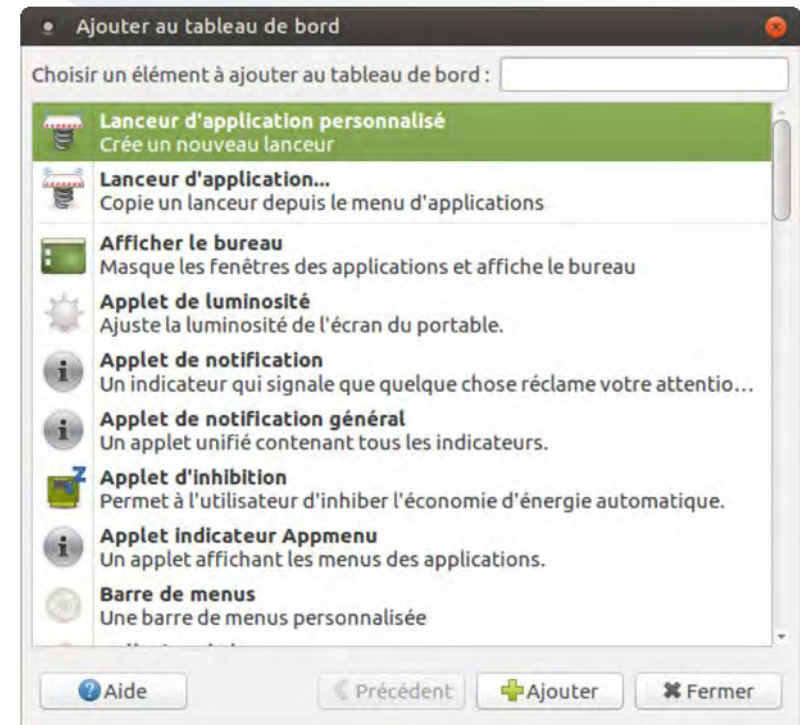 Ajouter au tableau de bord
Choisir un élément à ajouter au tableau de bord :
Lanceur d'application personnalisé
Crée un nouveau lanceur
Lanceur d'application...
Copie un lanceur depuis le menu d'applications
Afficher le bureau
Masque les fenêtres des applications et affiche le bureau
Applet de luminosité
Ajuste la luminosité de l'écran du portable.
Applet de notification
Un indicateur qui signale que quelque chose réclame votre attentio…
Applet de notification général
Un applet unifié contenant tous les indicateurs.
Applet d'inhibition
Permet à l'utilisateur d'inhiber l'économie d'énergie automatique.
Applet indicateur Appmenu
Un applet affichant les menus des applications.
Barre de menus
Une barre de menus personnalisée
Aide
Précédent
Ajouter
Fermer